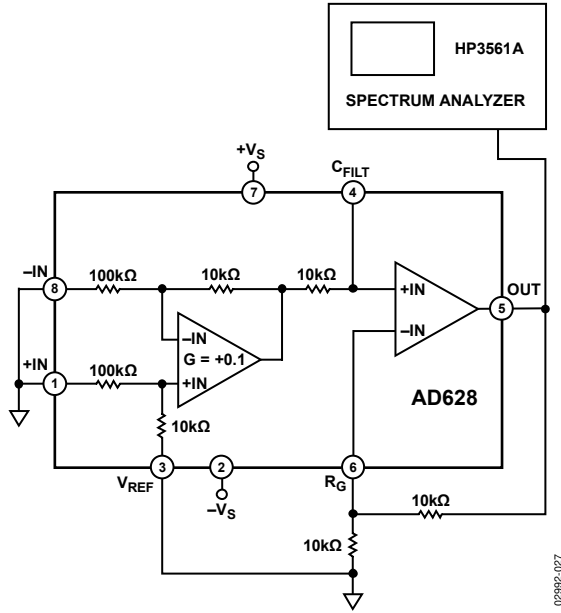 HP3561A
SPECTRUM ANALYZER
+VS
CFILT
7
4
–IN
100kΩ
10kΩ
10kΩ
8
+IN
OUT
–IN
5
–IN
G = +0.1
+IN
100kΩ
+IN
1
AD628
10kΩ
3
2
6
VREF
RG
–VS
10kΩ
10kΩ
02992-027